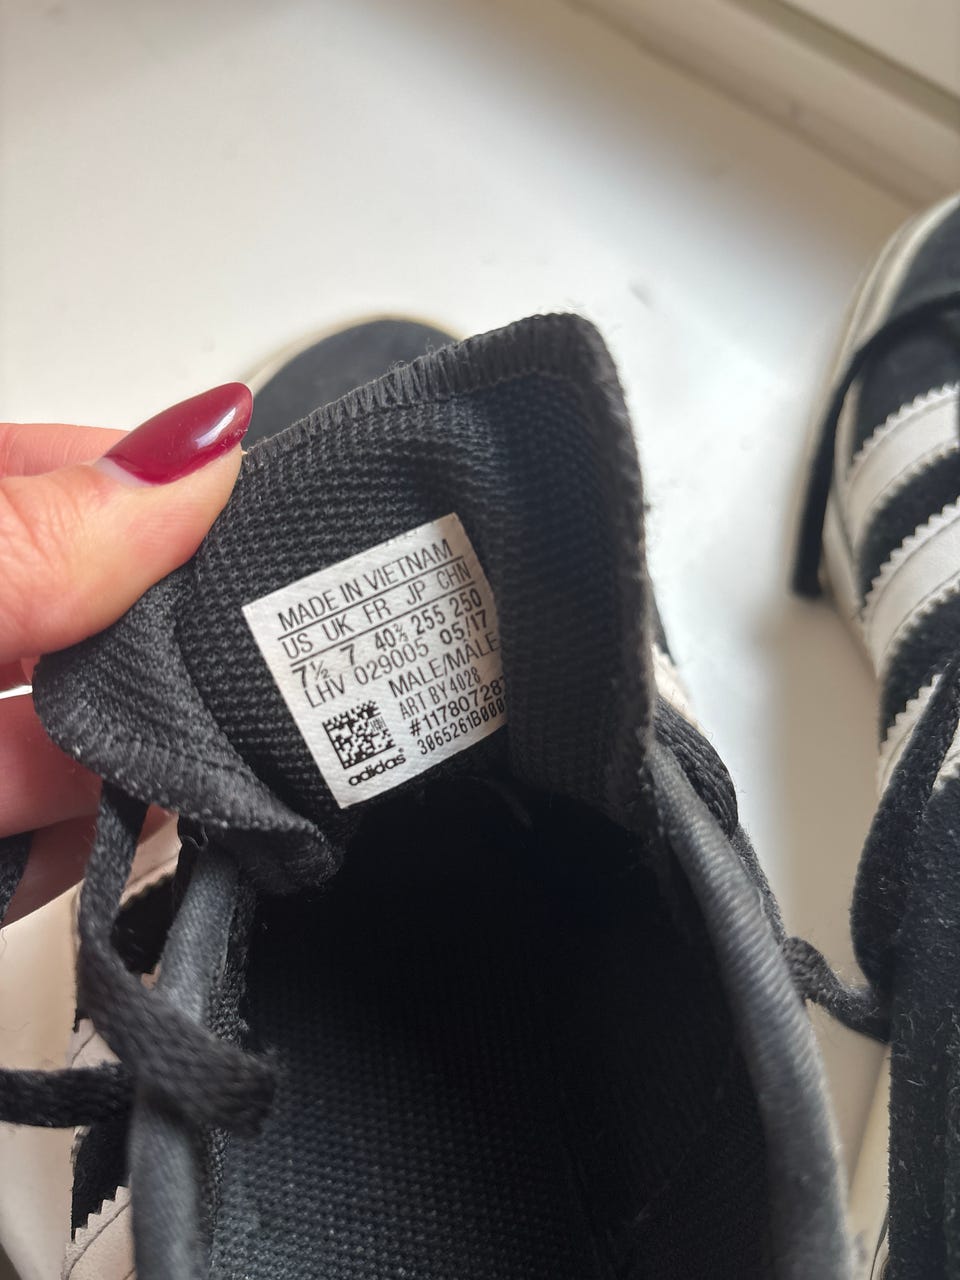 MADE IN VIETNAM
US UK FR JP CHN
7½ 7 40⅔ 255 250
LHV 029005 05/17
MALE/MALE
ART BY4028
adidas